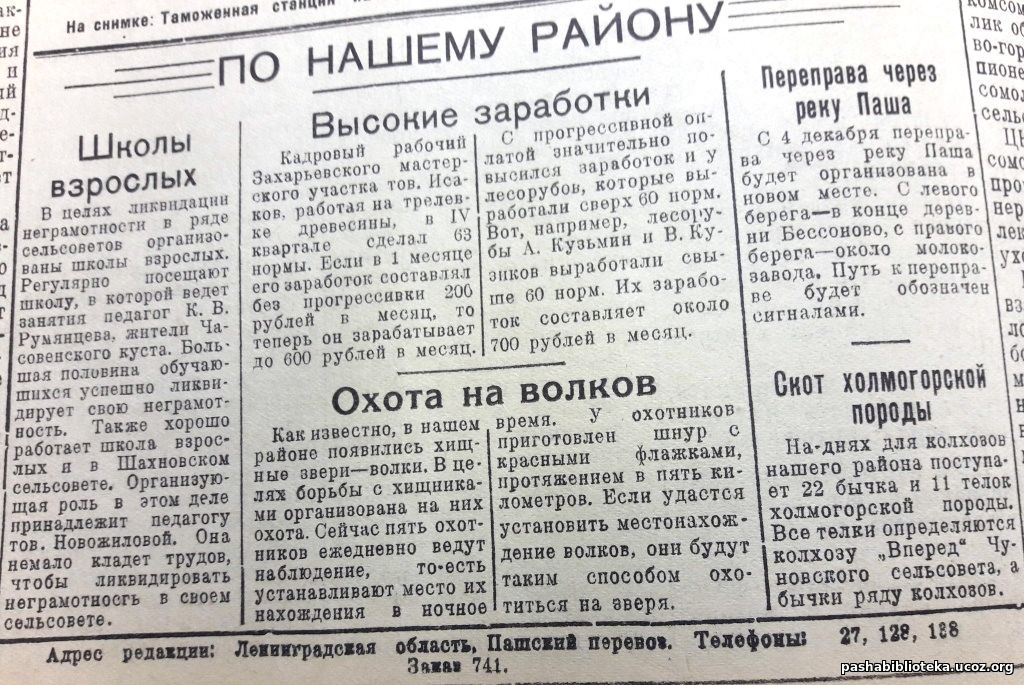 На снимке: Таможенная станция
ПО НАШЕМУ РАЙОНУ
Школы
взрослых
В целях ликвидации
неграмотности в ряде
сельсоветов организо-
ваны школы взрослых.
Регулярно посещают
школу, в которой ведет
занятия педагог К. В.
Румянцева, жители Ча-
совенского куста. Боль-
шая половина обучаю-
шихся успешно ликви-
дирует свою неграмот-
ность. Также хорошо
работает школа взрос-
лых и в Шахновском
сельсовете. Организую-
щая роль в этом деле
принадлежит педагогу
тов. Новожиловой. Она
немало кладет трудов,
чтобы ликвидировать
неграмотность в своем
сельсовете.
Высокие заработки
Кадровый рабочий
Захарьевского мастер-
ского участка тов. Иса-
ков, работая на трелев-
ке древесины, в IV
квартале сделал 63
нормы. Если в 1 месяце
его заработок составлял
без прогрессивки 200
рублей в месяц, то
теперь он зарабатывает
до 600 рублей в месяц.
С прогрессивной оп-
латой значительно по-
высился заработок и у
лесорубов, которые вы-
работали сверх 60 норм.
Вот, например, лесору-
бы А. Кузьмин и В. Ку-
зиков выработали свы-
ше 60 норм. Их зарабо-
ток составляет около
700 рублей в месяц.
Охота на волков
Как известно, в нашем
районе появились хищ-
ные звери—волки. В це-
лях борьбы с хищника-
ми организована на них
охота. Сейчас пять охот-
ников ежедневно ведут
наблюдение, то-есть
устанавливают место их
нахождения в ночное
время. У охотников
приготовлен шнур с
красными флажками,
протяжением в пять ки-
лометров. Если удастся
установить местонахож-
дение волков, они будут
таким способом охо-
титься на зверя.
Переправа через
реку Паша
С 4 декабря перепра-
ва через реку Паша
будет организована в
новом месте. С левого
берега—в конце дерев-
ни Бессоново, с правого
берега—около молоко-
завода. Путь к перепра-
ве будет обозначен
сигналами.
Скот холмогорской
породы
На-днях для колхозов
нашего района поступа-
ет 22 бычка и 11 телок
холмогорской породы.
Все телки определяются
колхозу „Вперед“ Чу-
новского сельсовета, а
бычки ряду колхозов.
Адрес редакции: Ленинградская область, Пашский перевоз. Телефоны: 27, 128, 138
Заказ 741.
pashabiblioteka.ucoz.org